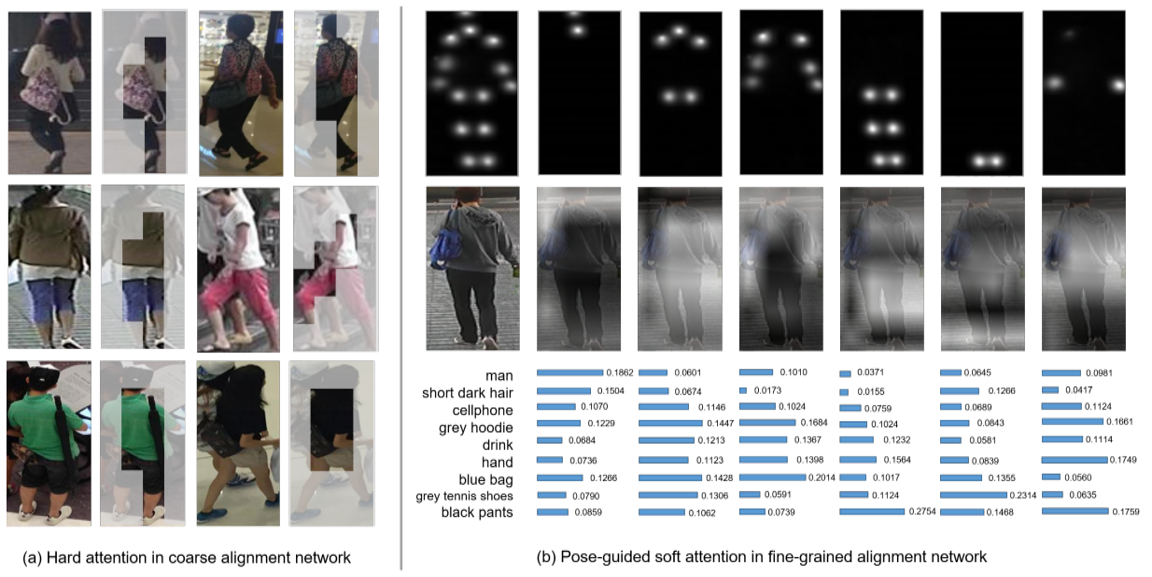 man 0.1862 0.0601 0.1010 0.0371 0.0645 0.0981
short dark hair 0.1504 0.0674 0.0173 0.0155 0.1266 0.0417
cellphone 0.1070 0.1146 0.1024 0.0759 0.0689 0.1124
grey hoodie 0.1229 0.1447 0.1684 0.1024 0.0843 0.1661
drink 0.0684 0.1213 0.1367 0.1232 0.0581 0.1114
hand 0.0736 0.1123 0.1398 0.1564 0.0839 0.1749
blue bag 0.1266 0.1428 0.2014 0.1017 0.1355 0.0560
grey tennis shoes 0.0790 0.1306 0.0591 0.1124 0.2314 0.0635
black pants 0.0859 0.1062 0.0739 0.2754 0.1468 0.1759
(a) Hard attention in coarse alignment network
(b) Pose-guided soft attention in fine-grained alignment network